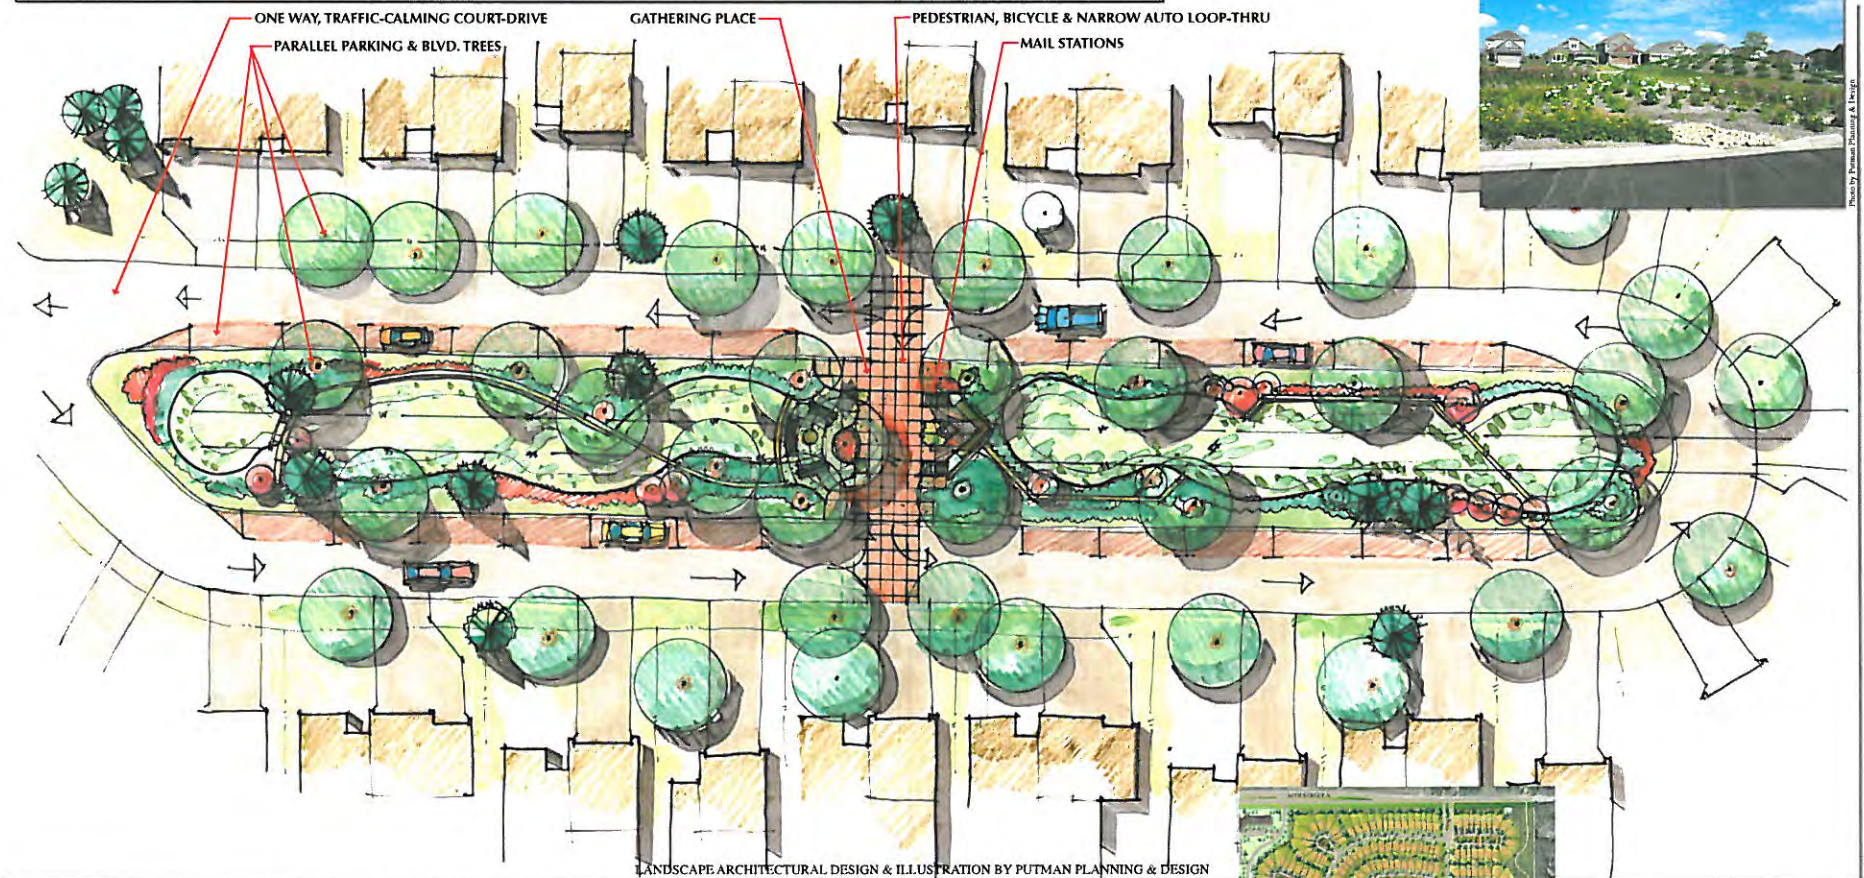 ONE WAY, TRAFFIC-CALMING COURT-DRIVE
GATHERING PLACE
PEDESTRIAN, BICYCLE & NARROW AUTO LOOP-THRU
PARALLEL PARKING & BLVD. TREES
MAIL STATIONS
Photo by Putman Planning & Design
LANDSCAPE ARCHITECTURAL DESIGN & ILLUSTRATION BY PUTMAN PLANNING & DESIGN